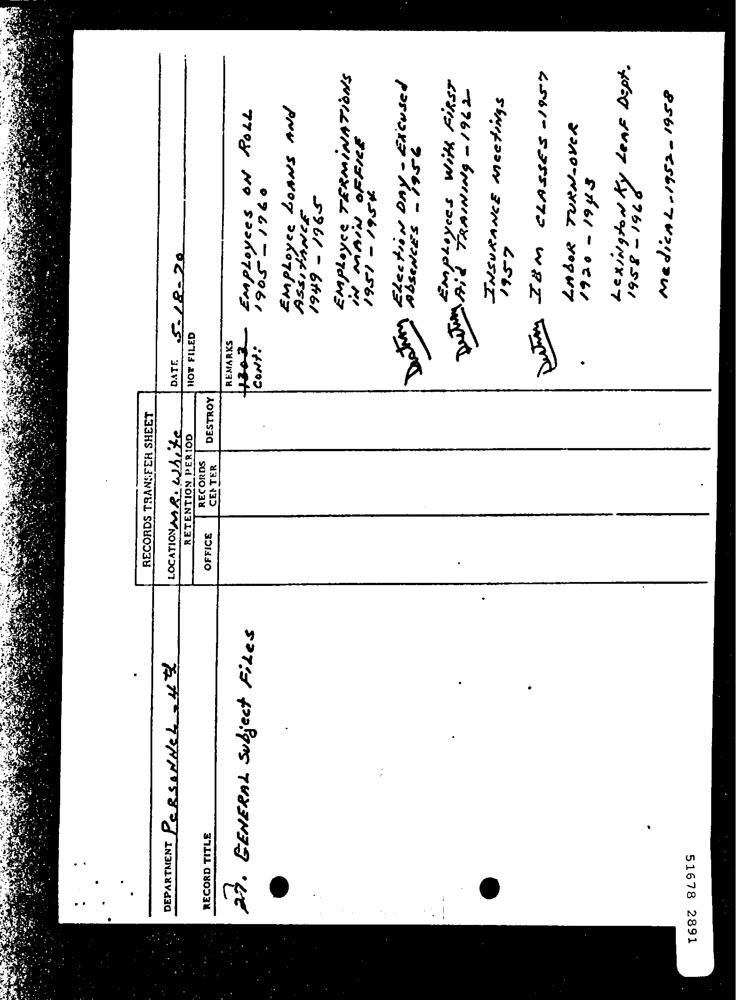 RECORDS TRANSFER SHEET
DEPARTMENT PERSONNEL - 4th
LOCATION MR. White
DATE 5-18-70
RETENTION PERIOD
HOW FILED
RECORD TITLE
OFFICE
RECORDS CENTER
DESTROY
REMARKS
27. GENERAL Subject Files
1303
CONT:
Employees ON ROLL
1905-1960
Employee LOANS AND
ASSITANCE
1949-1965
Employee TERMINATIONS
IN MAIN OFFICE
1951-1954
Destroy Election DAY - Excused
Absences - 1956
Destroy Employees With FIRST
Aid TRAINING - 1962
INSURANCE Meetings
1957
Destroy IBM CLASSES - 1957
LABOR TURN-OVER
1920-1943
Lexington Ky LEAF Dept.
1958-1960
Medical-1952-1958
51678 2891